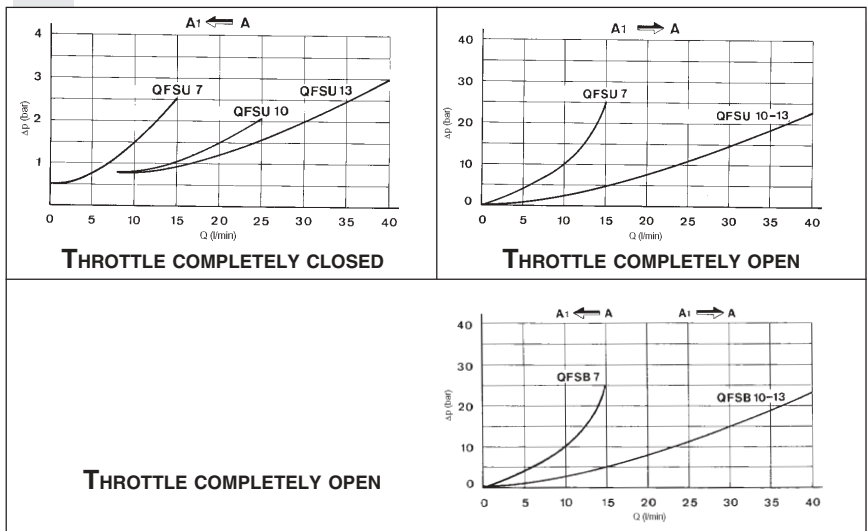 A1 A
4
3
2
1
Δp (bar)
QFSU 7
QFSU 10
QFSU 13
0 5 10 15 20 25 30 35 40
Q (l/min)
THROTTLE COMPLETELY CLOSED
A1 A
40
30
20
10
0
Δp (bar)
QFSU 7
QFSU 10-13
0 5 10 15 20 25 30 35 40
Q (l/min)
THROTTLE COMPLETELY OPEN
THROTTLE COMPLETELY OPEN
A1 A A1 A
40
30
20
10
0
Δp (bar)
QFSB 7
QFSB 10-13
0 5 10 15 20 25 30 35 40
Q (l/min)